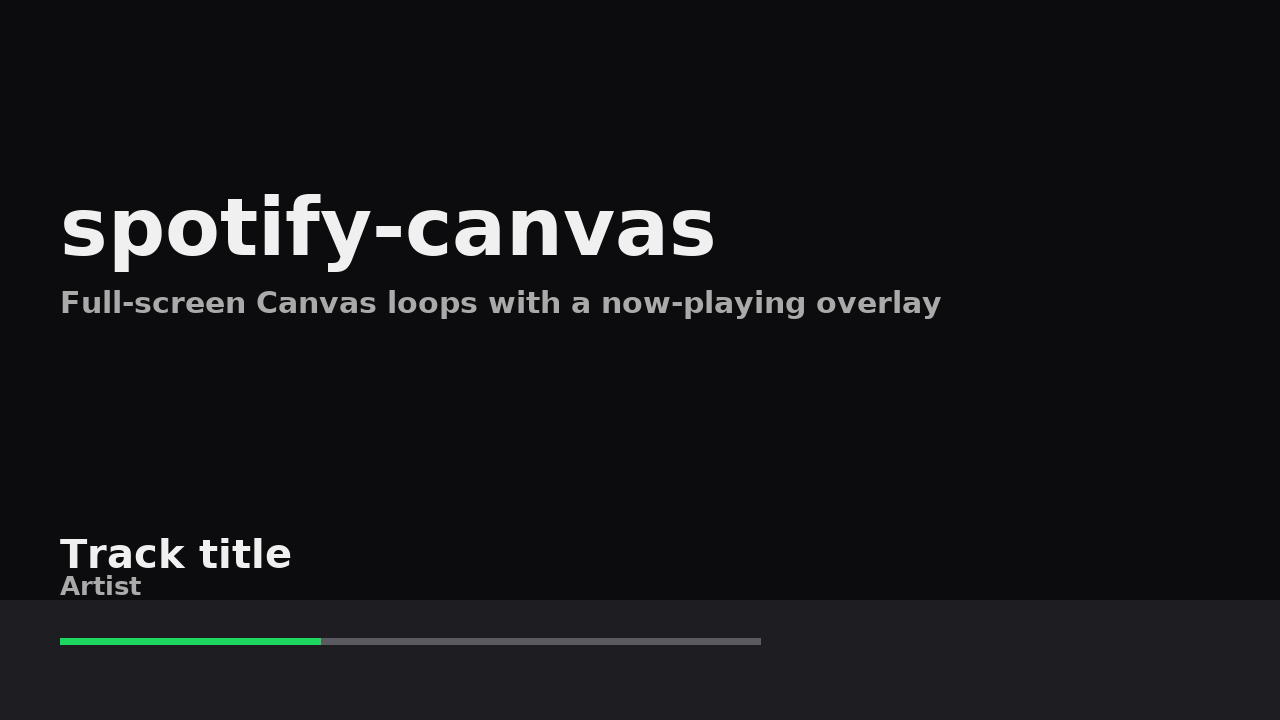 spotify-canvas
Full-screen Canvas loops with a now-playing overlay
Track title
Artist